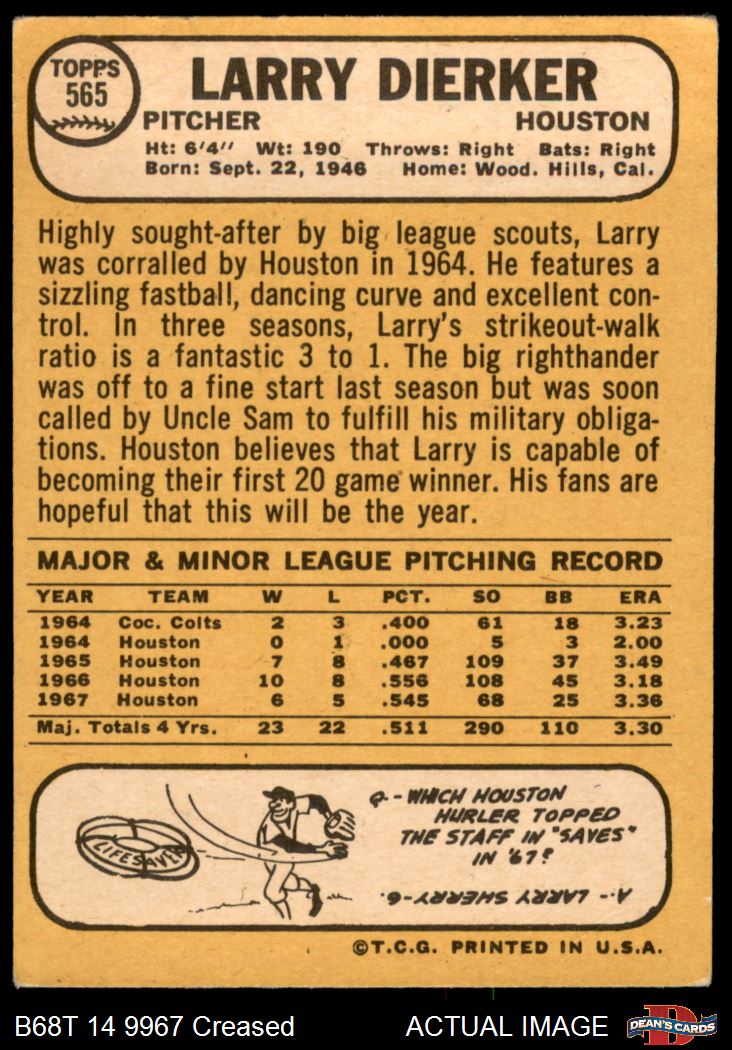 TOPPS
565
LARRY DIERKER
PITCHER HOUSTON
Ht: 6'4" Wt: 190 Throws: Right Bats: Right
Born: Sept. 22, 1946 Home: Wood. Hills, Cal.
Highly sought-after by big league scouts, Larry
was corralled by Houston in 1964. He features a
sizzling fastball, dancing curve and excellent con-
trol. In three seasons, Larry's strikeout-walk
ratio is a fantastic 3 to 1. The big righthander
was off to a fine start last season but was soon
called by Uncle Sam to fulfill his military obliga-
tions. Houston believes that Larry is capable of
becoming their first 20 game winner. His fans are
hopeful that this will be the year.
MAJOR & MINOR LEAGUE PITCHING RECORD
YEAR TEAM W L PCT. SO BB ERA
1964 Coc. Colts 2 3 .400 61 18 3.23
1964 Houston 0 1 .000 5 3 2.00
1965 Houston 7 8 .467 109 37 3.49
1966 Houston 10 8 .556 108 45 3.18
1967 Houston 6 5 .545 68 25 3.36
Maj. Totals 4 Yrs. 23 22 .511 290 110 3.30
LIFESAVER
Q.-WHICH HOUSTON
HURLER TOPPED
THE STAFF IN "SAVES"
IN '67?
A.-LARRY SHERRY-6.
©T.C.G. PRINTED IN U.S.A.
B68T 14 9967 Creased ACTUAL IMAGE
DEAN'S CARDS